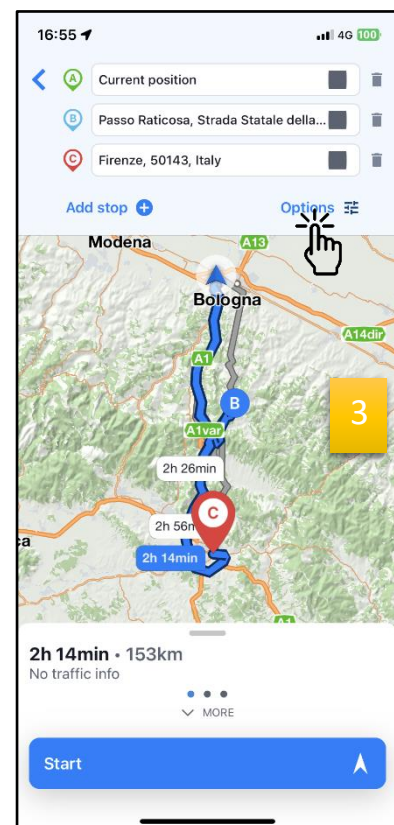 16:55
4G 100
A Current position
B Passo Raticosa, Strada Statale della...
C Firenze, 50143, Italy
Add stop
Options
Modena
A13
Bologna
A14dir
A1
B
3
A1var
2h 26min
C
2h 56m
2h 14min
2h 14min • 153km
No traffic info
MORE
Start